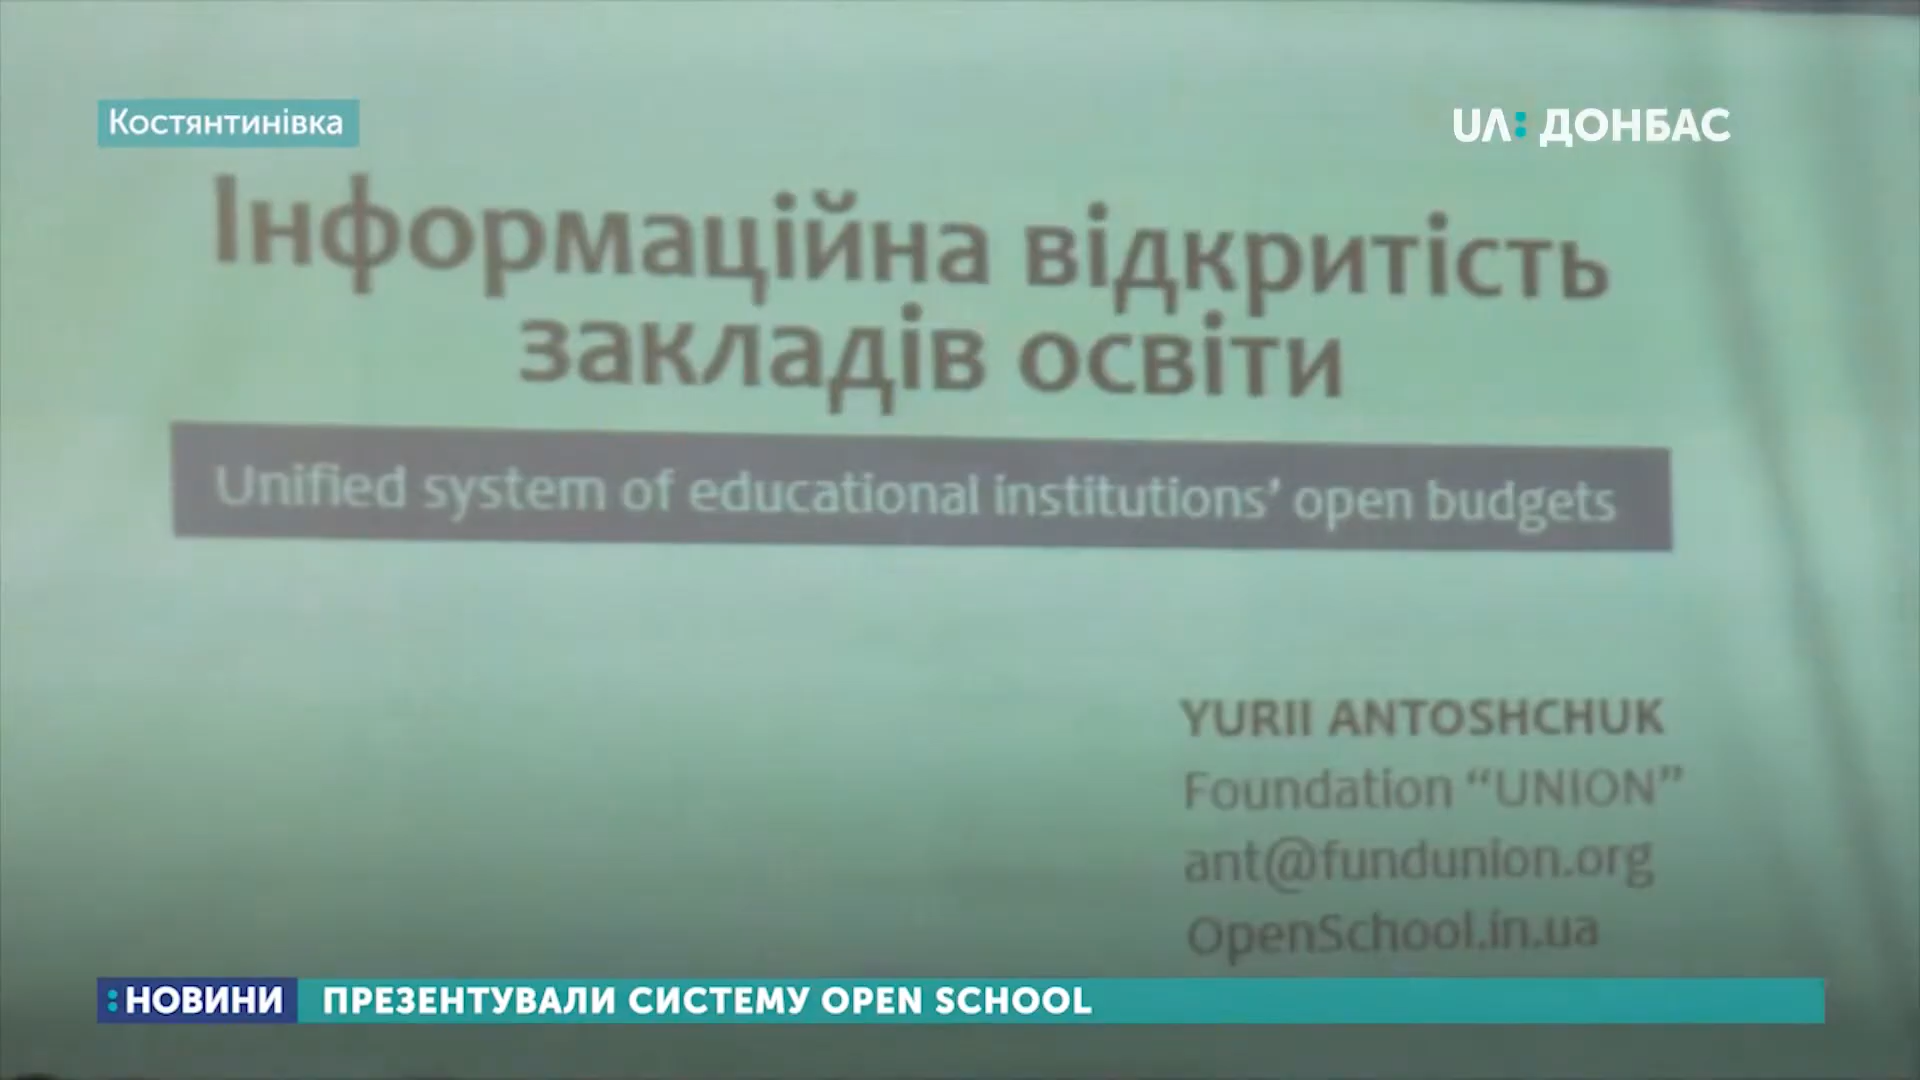 Костянтинівка
UA: ДОНБАС
Інформаційна відкритість
закладів освіти
Unified system of educational institutions’ open budgets
YURII ANTOSHCHUK
Foundation “UNION”
ant@fundunion.org
OpenSchool.in.ua
:НОВИНИ ПРЕЗЕНТУВАЛИ СИСТЕМУ OPEN SCHOOL